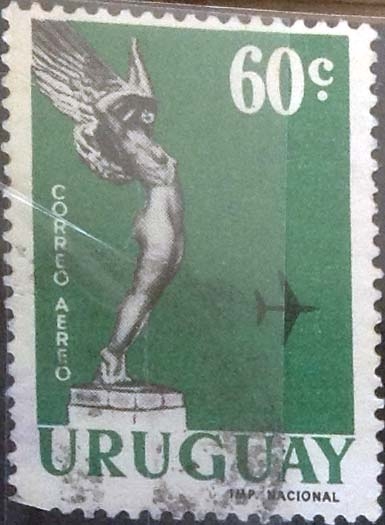 60c.
CORREO AEREO
URUGUAY
IMP. NACIONAL